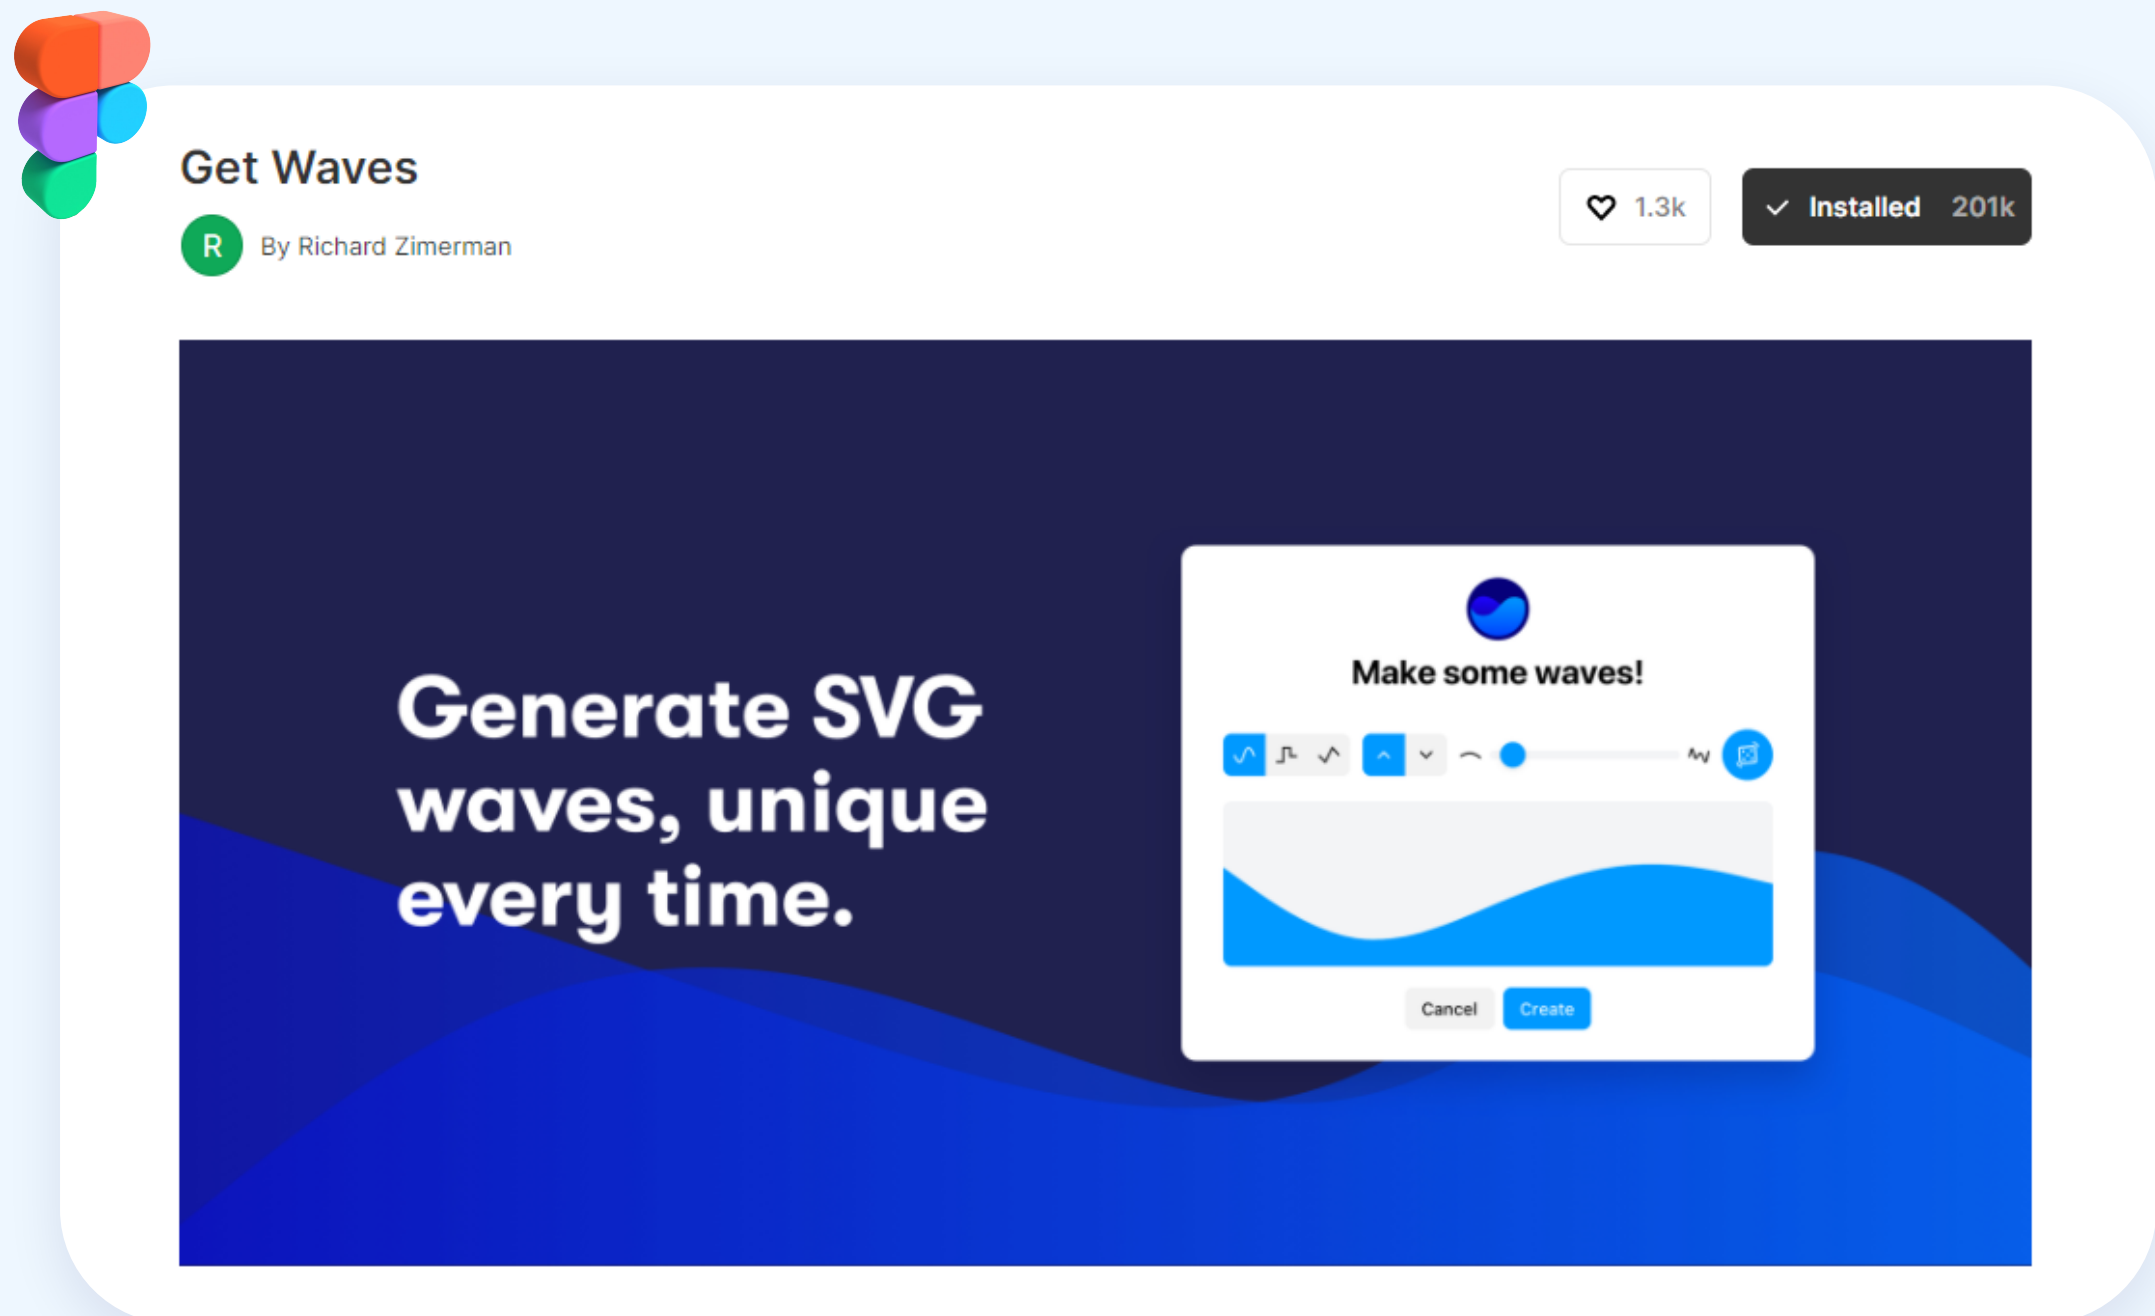 Get Waves
R
By Richard Zimerman
1.3k
Installed 201k
Generate SVG
waves, unique
every time.
Make some waves!
Cancel
Create